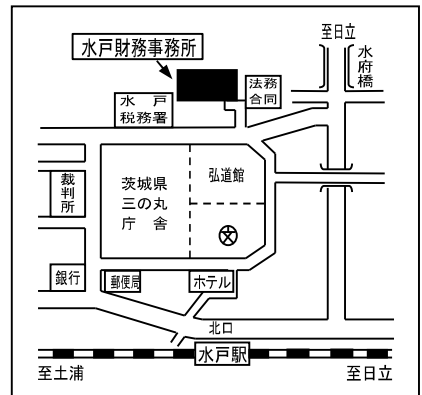 至日立
水戸財務事務所
水府橋
法務
合同
水戸
税務署
裁判所
茨城県
三の丸
庁舎
弘道館
銀行
郵便局
ホテル
北口
水戸駅
至土浦
至日立